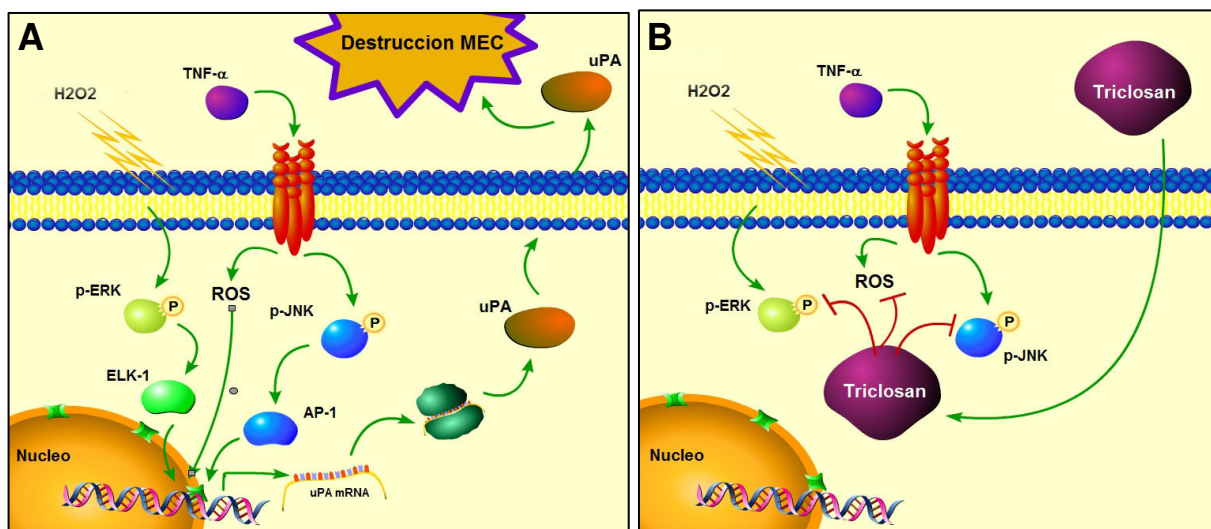 A
Destruccion MEC
TNF-α
H2O2
uPA
p-ERK
P
ROS
p-JNK
P
uPA
ELK-1
AP-1
Nucleo
uPA mRNA
B
TNF-α
H2O2
Triclosan
ROS
p-ERK
P
P
p-JNK
Triclosan
Nucleo